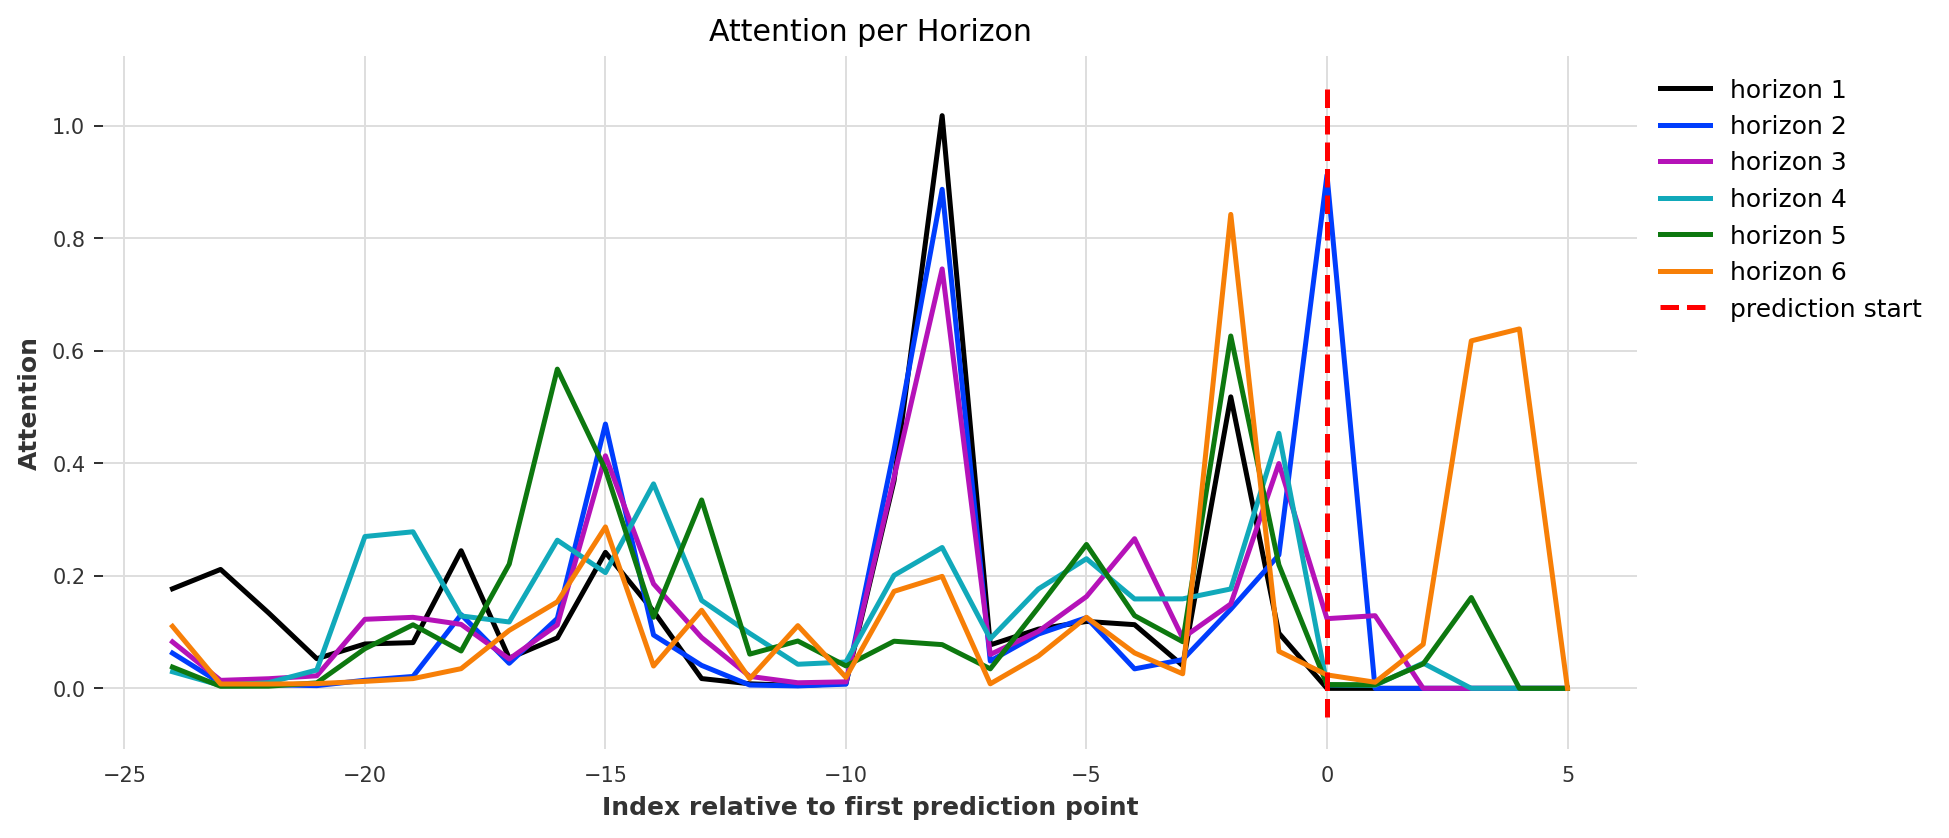 Attention per Horizon
1.0
0.8
0.6
0.4
0.2
0.0
Attention
−25
−20
−15
−10
−5
0
5
Index relative to first prediction point
horizon 1
horizon 2
horizon 3
horizon 4
horizon 5
horizon 6
prediction start